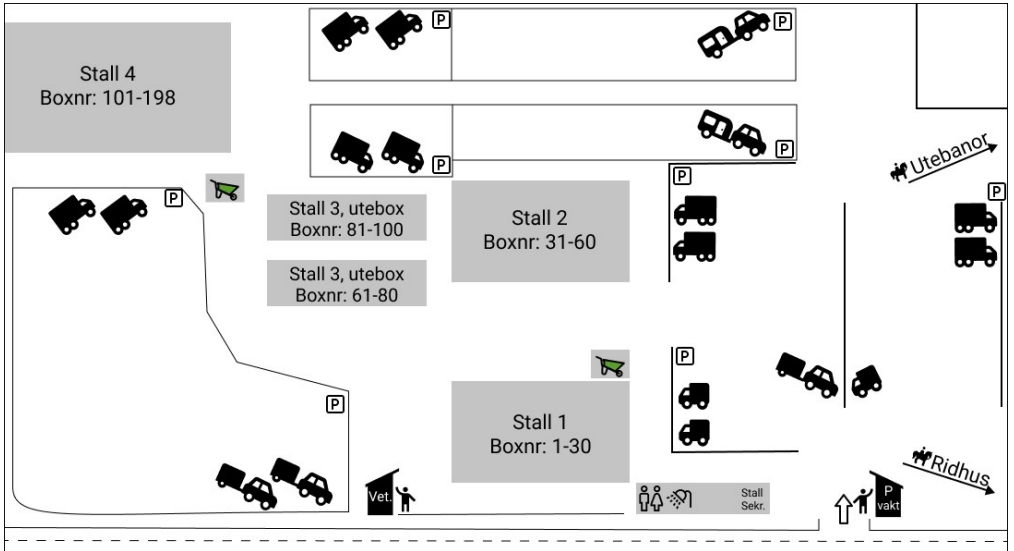 P
P
Stall 4
Boxnr: 101-198
P
P
Utebanor
P
P
P
Stall 3, utebox
Boxnr: 81-100
Stall 2
Boxnr: 31-60
Stall 3, utebox
Boxnr: 61-80
P
P
Stall 1
Boxnr: 1-30
Ridhus
Vet.
Stall
Sekr.
P
vakt